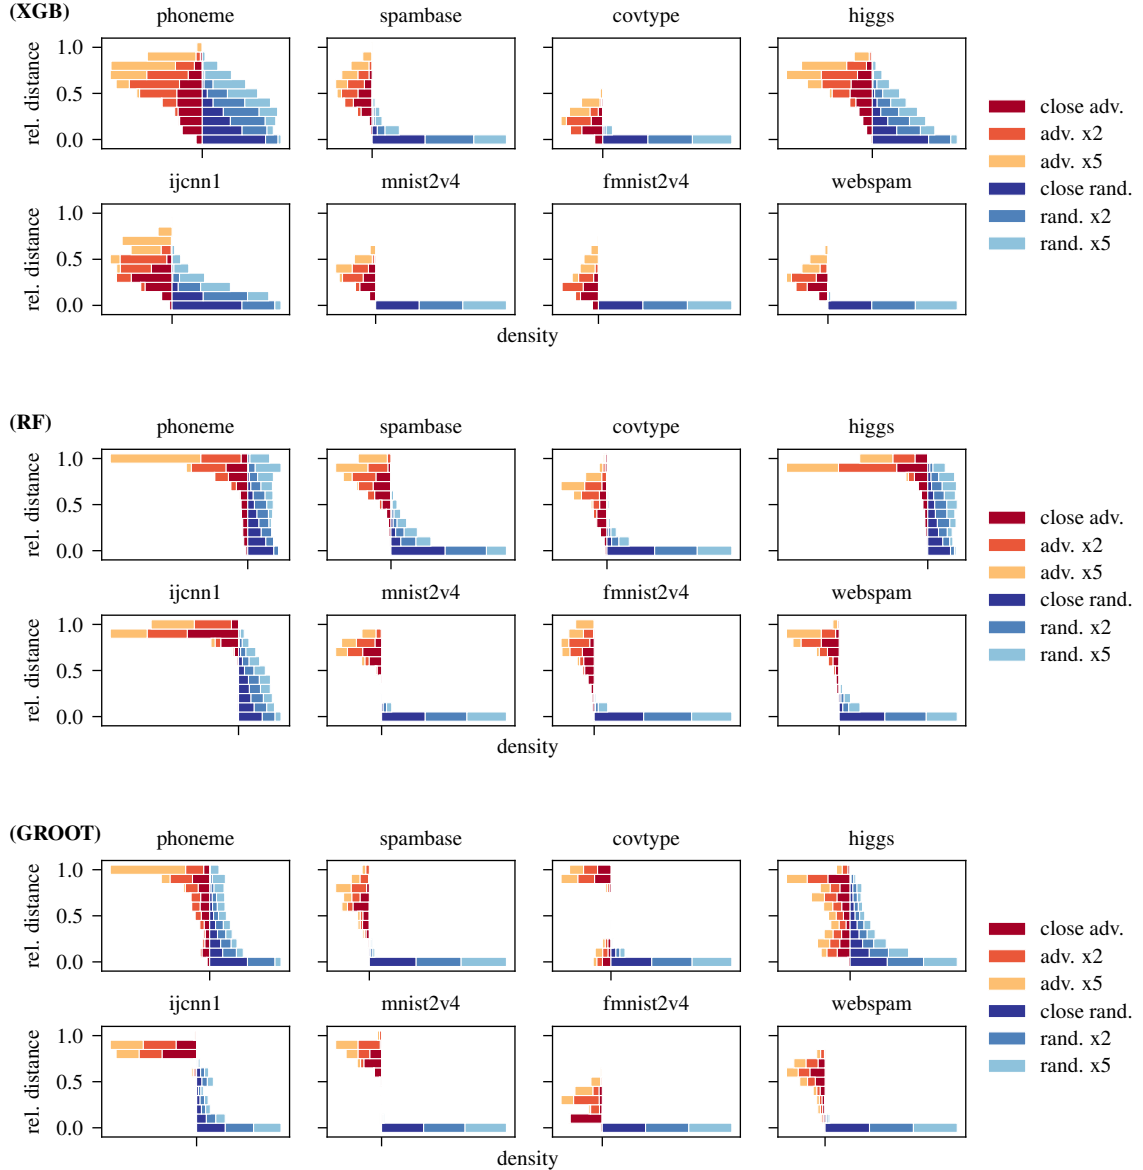 (XGB)
phoneme spambase covtype higgs
1.0
0.5
0.0
rel. distance
ijcnn1 mnist2v4 fmnist2v4 webspam
1.0
0.5
0.0
rel. distance
density
close adv.
adv. x2
adv. x5
close rand.
rand. x2
rand. x5
(RF)
phoneme spambase covtype higgs
1.0
0.5
0.0
rel. distance
ijcnn1 mnist2v4 fmnist2v4 webspam
1.0
0.5
0.0
rel. distance
density
close adv.
adv. x2
adv. x5
close rand.
rand. x2
rand. x5
(GROOT)
phoneme spambase covtype higgs
1.0
0.5
0.0
rel. distance
ijcnn1 mnist2v4 fmnist2v4 webspam
1.0
0.5
0.0
rel. distance
density
close adv.
adv. x2
adv. x5
close rand.
rand. x2
rand. x5